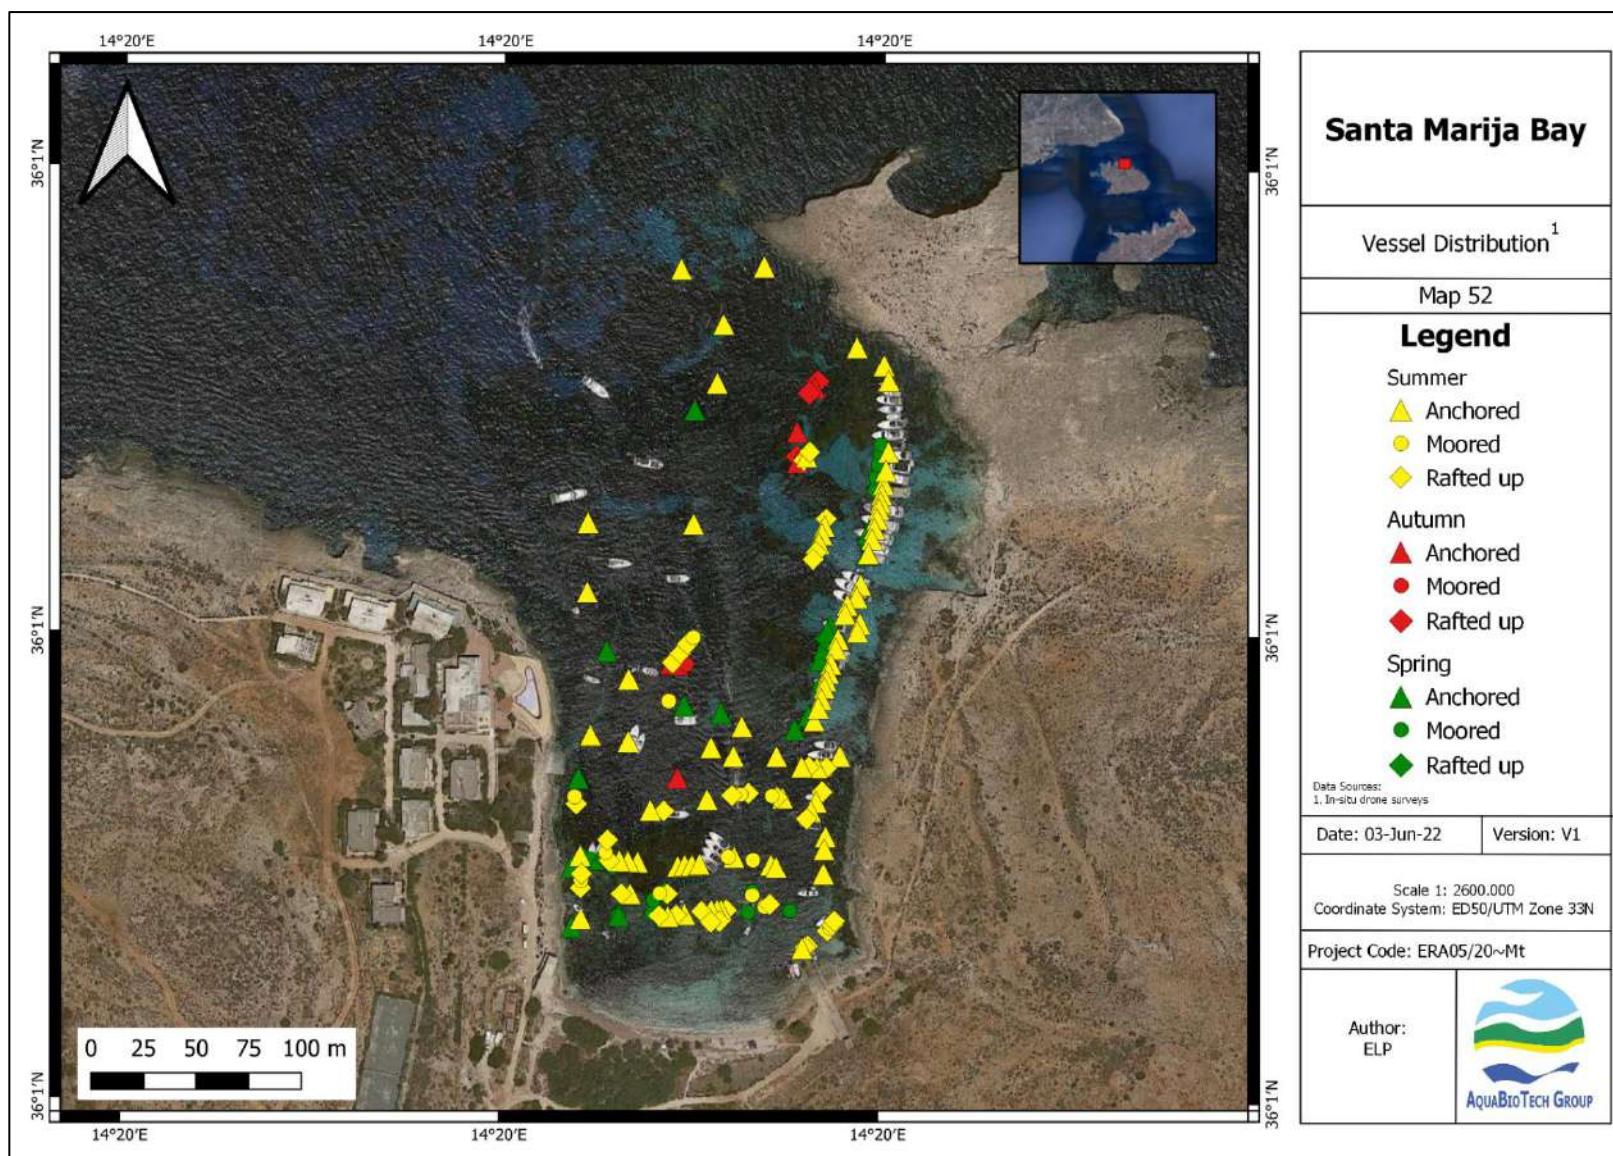 14°20'E 14°20'E 14°20'E
36°1'N 36°1'N
36°1'N 36°1'N
36°1'N 36°1'N
0 25 50 75 100 m
14°20'E 14°20'E 14°20'E
Santa Marija Bay
Vessel Distribution1
Map 52
Legend
Summer
Anchored
Moored
Rafted up
Autumn
Anchored
Moored
Rafted up
Spring
Anchored
Moored
Rafted up
Data Sources:
1. In-situ drone surveys
Date: 03-Jun-22 Version: V1
Scale 1: 2600.000
Coordinate System: ED50/UTM Zone 33N
Project Code: ERA05/20~Mt
Author:
ELP
AQUABIOTECH GROUP